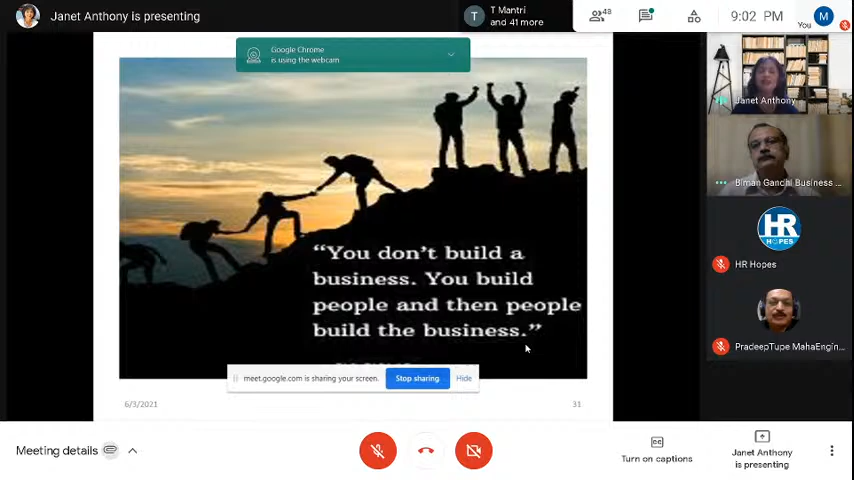 Janet Anthony is presenting
T
T Mantri
and 41 more
48
9:02 PM
You
M
Google Chrome
is using the webcam
Janet Anthony
Biman Gandhi Business ...
HR
HOPES
HR Hopes
PradeepTupe MahaEngin...
“You don’t build a
business. You build
people and then people
build the business.”
meet.google.com is sharing your screen.
Stop sharing
Hide
6/3/2021
31
Meeting details
Turn on captions
Janet Anthony
is presenting